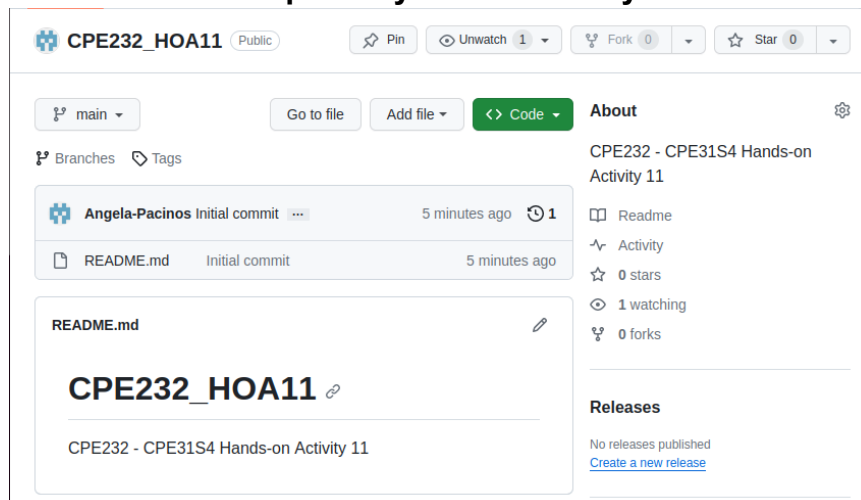 CPE232_HOA11 Public Pin Unwatch 1 Fork 0 Star 0
main Go to file Add file Code
Branches Tags
Angela-Pacinos Initial commit ... 5 minutes ago 1
README.md Initial commit 5 minutes ago
README.md
CPE232_HOA11
CPE232 - CPE31S4 Hands-on Activity 11
About
CPE232 - CPE31S4 Hands-on
Activity 11
Readme
Activity
0 stars
1 watching
0 forks
Releases
No releases published
Create a new release